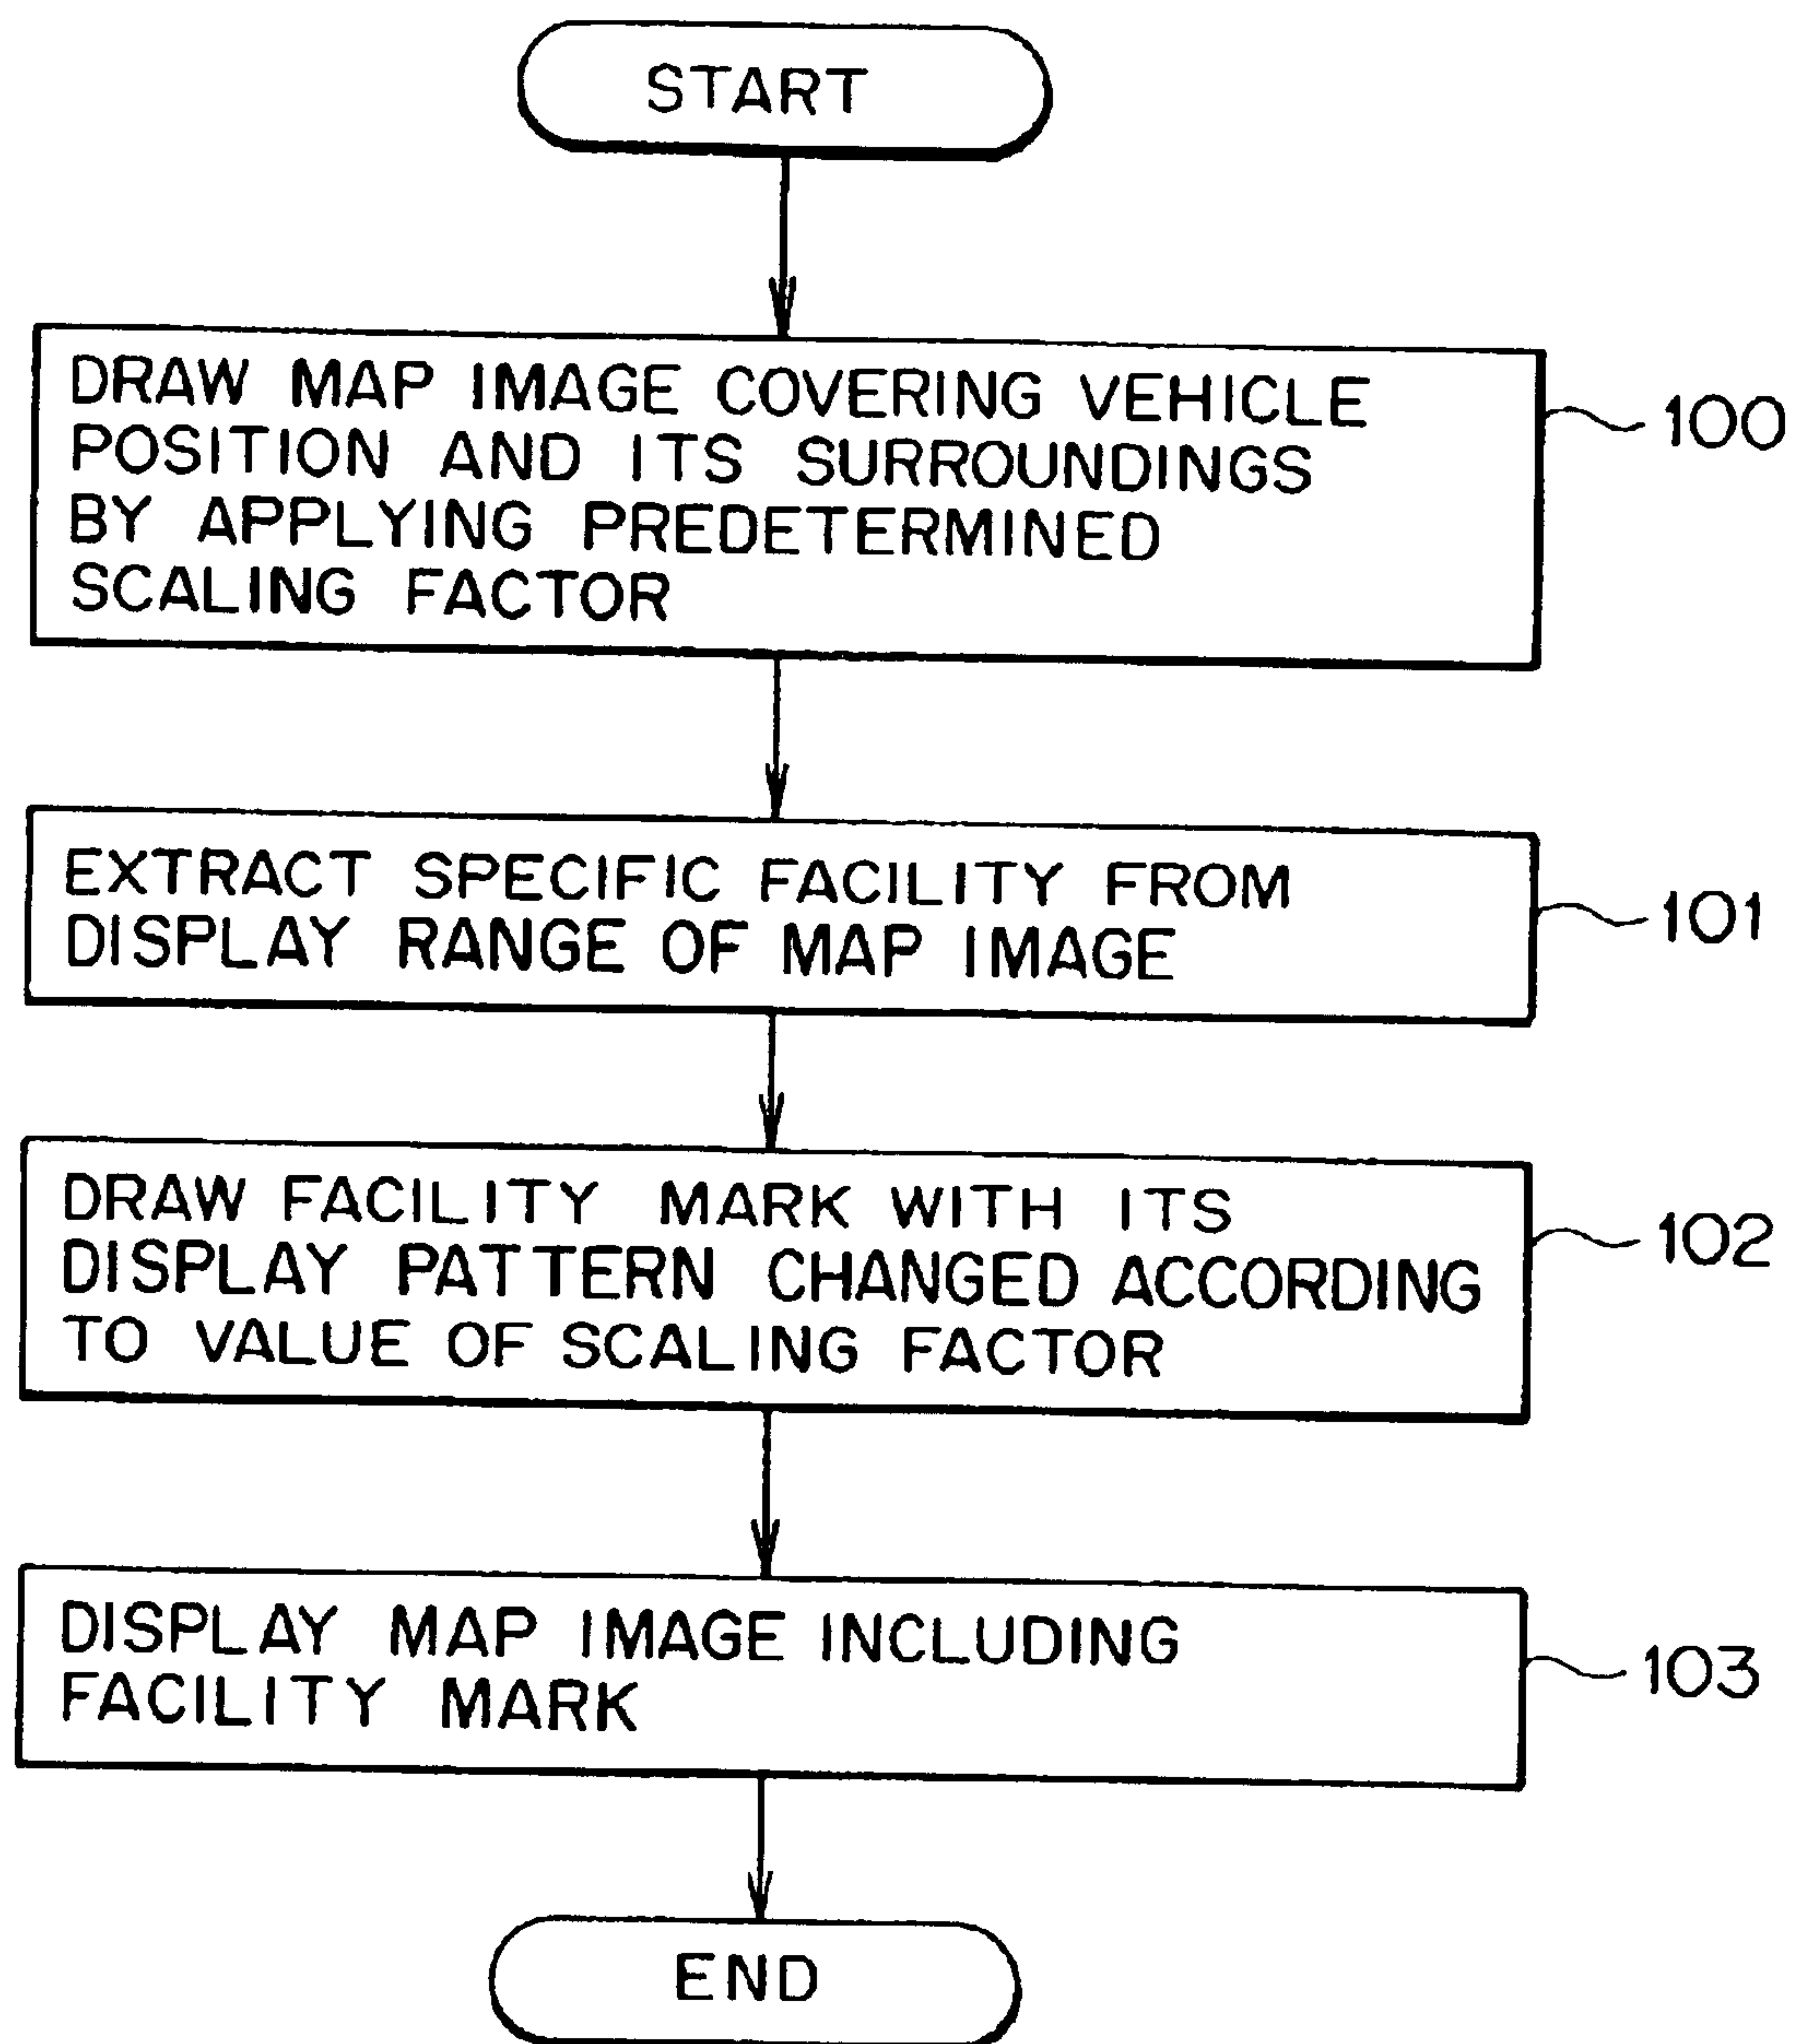 START
DRAW MAP IMAGE COVERING VEHICLE
POSITION AND ITS SURROUNDINGS
BY APPLYING PREDETERMINED
SCALING FACTOR
100
EXTRACT SPECIFIC FACILITY FROM
DISPLAY RANGE OF MAP IMAGE
101
DRAW FACILITY MARK WITH ITS
DISPLAY PATTERN CHANGED ACCORDING
TO VALUE OF SCALING FACTOR
102
DISPLAY MAP IMAGE INCLUDING
FACILITY MARK
103
END